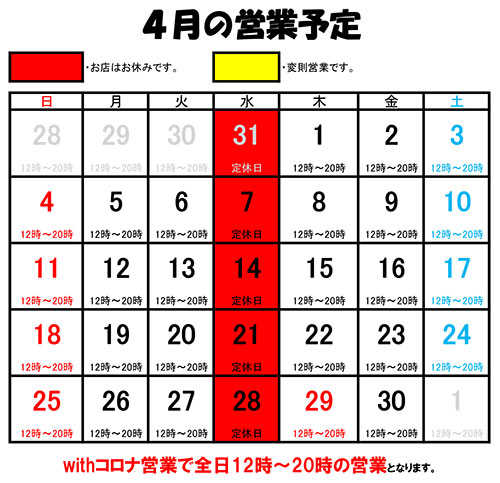 ４月の営業予定
・お店はお休みです。 ・変則営業です。
日 月 火 水 木 金 土
28 29 30 31 1 2 3
12時～20時 12時～20時 12時～20時 定休日 12時～20時 12時～20時 12時～20時
4 5 6 7 8 9 10
12時～20時 12時～20時 12時～20時 定休日 12時～20時 12時～20時 12時～20時
11 12 13 14 15 16 17
12時～20時 12時～20時 12時～20時 定休日 12時～20時 12時～20時 12時～20時
18 19 20 21 22 23 24
12時～20時 12時～20時 12時～20時 定休日 12時～20時 12時～20時 12時～20時
25 26 27 28 29 30 1
12時～20時 12時～20時 12時～20時 定休日 12時～20時 12時～20時 12時～20時
withコロナ営業で全日12時～20時の営業となります。